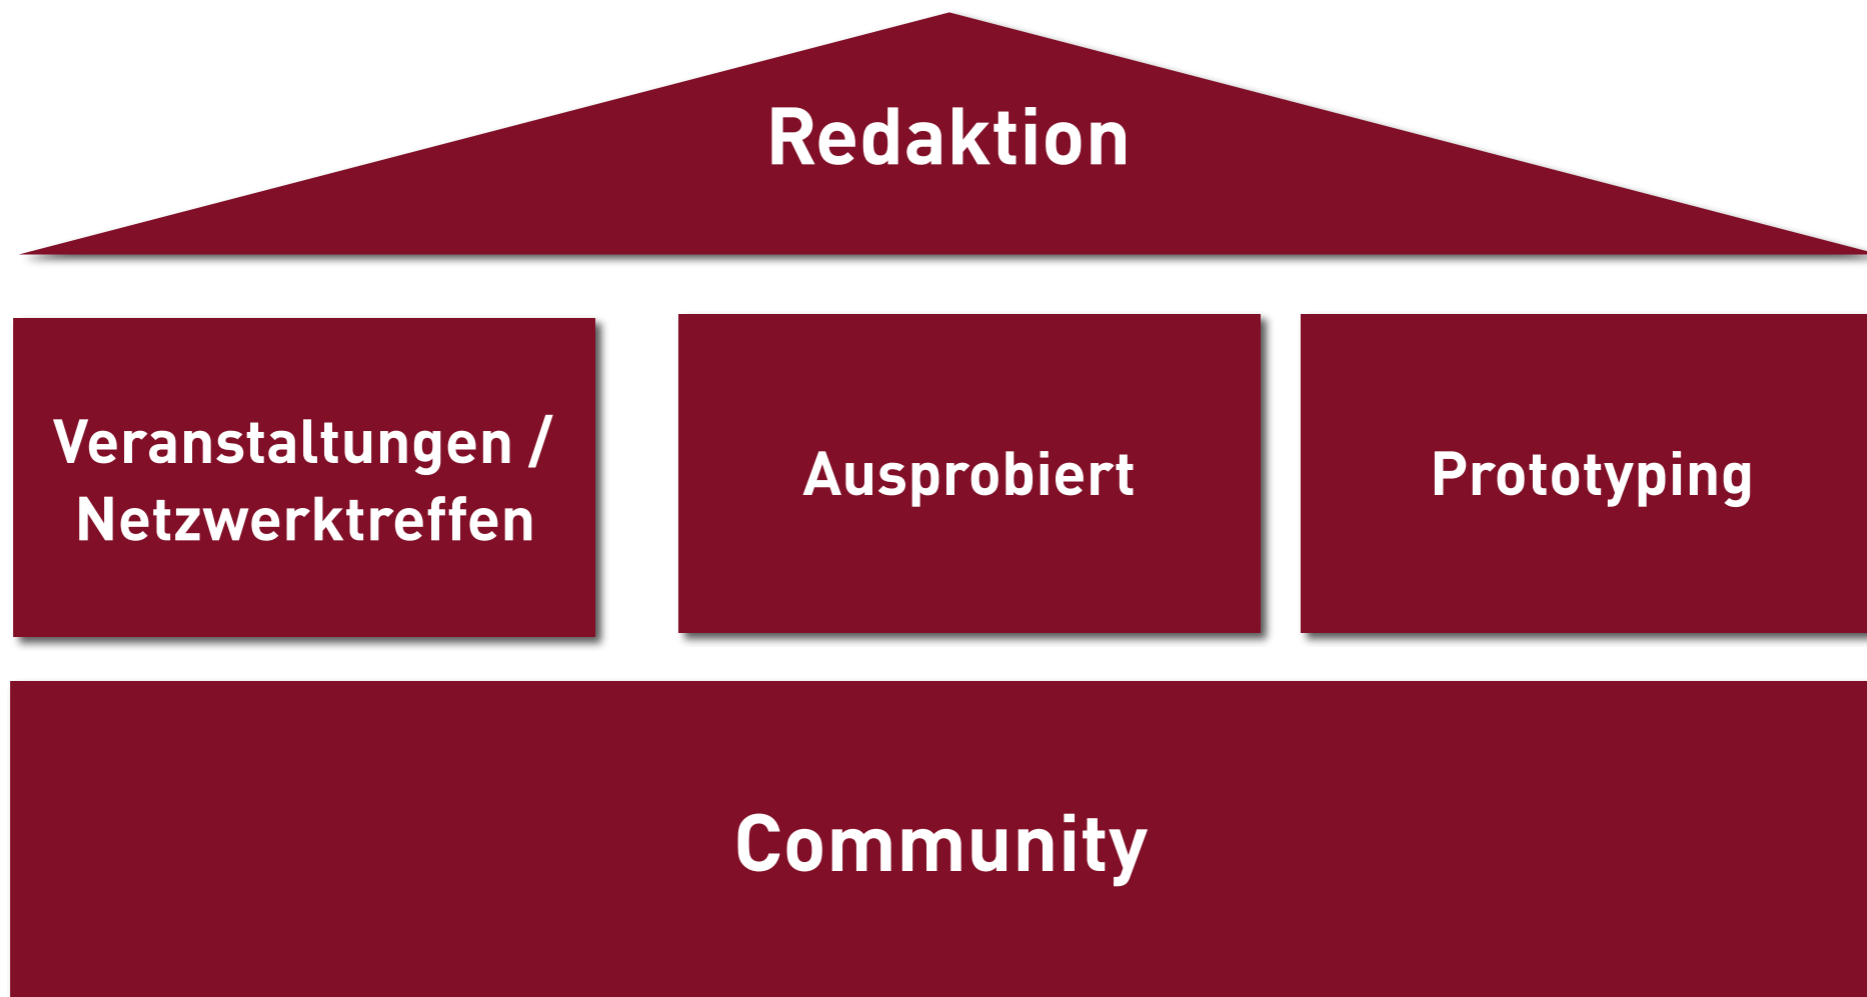 Redaktion
Veranstaltungen /
Netzwerktreffen
Ausprobiert
Prototyping
Community